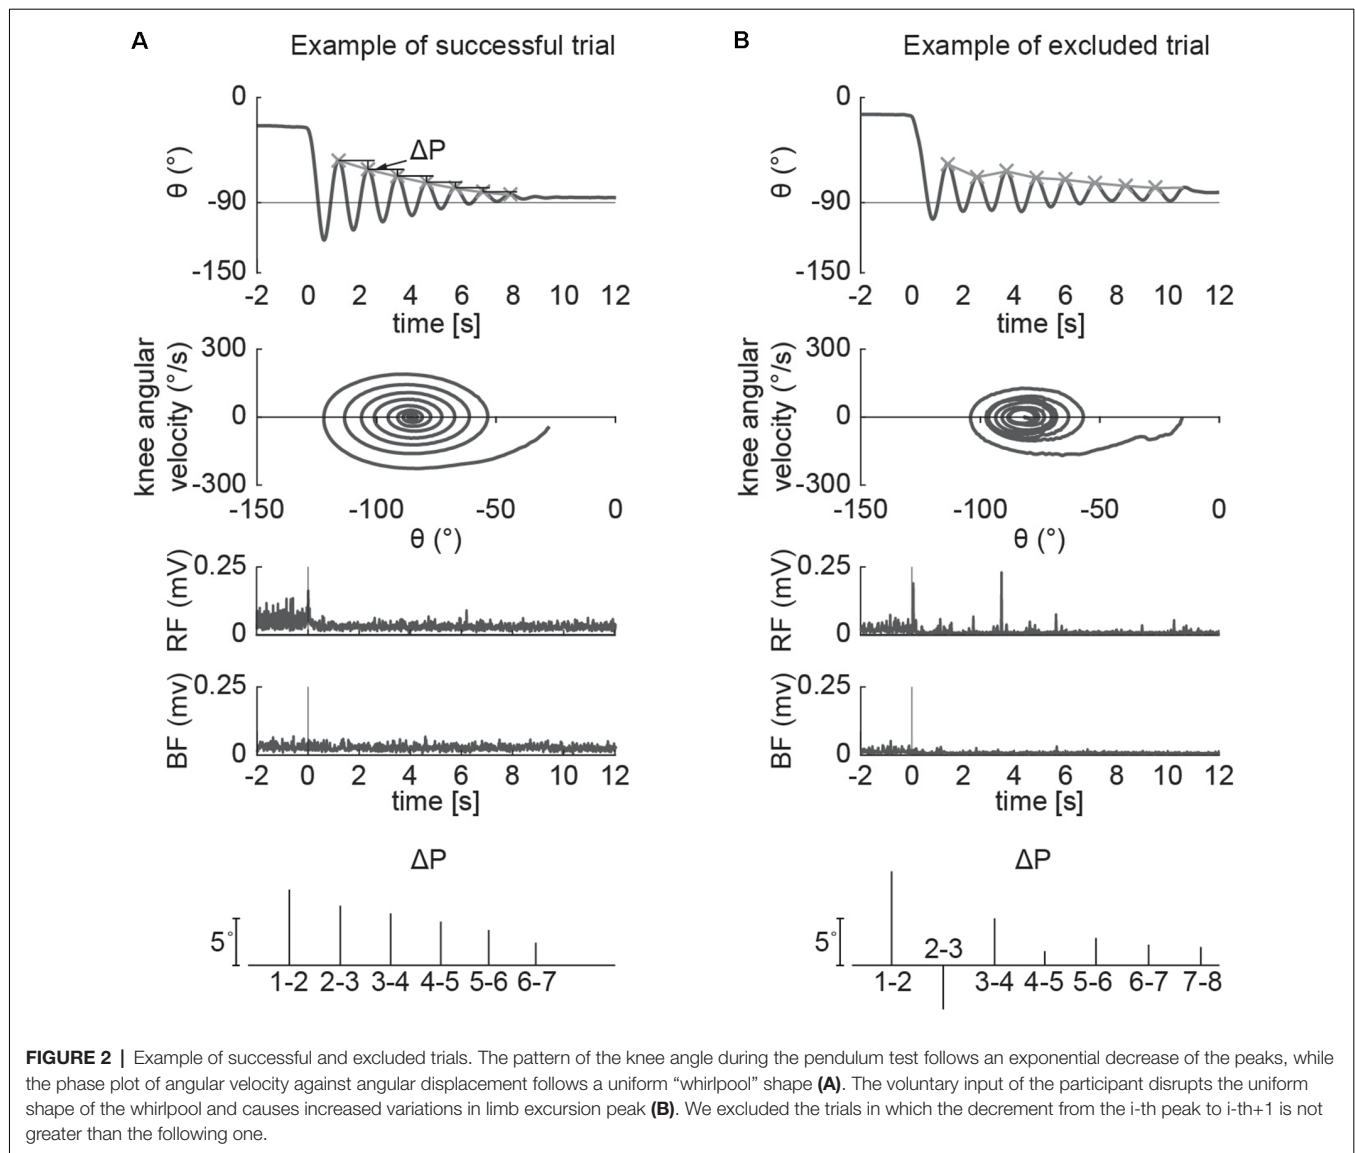 A
Example of successful trial
0
θ (°)
-90
-150
ΔP
-2 0 2 4 6 8 10 12
time [s]
knee angular
velocity (°/s)
300
0
-300
-150 -100 -50 0
θ (°)
RF (mV)
0.25
0
BF (mv)
0.25
0
-2 0 2 4 6 8 10 12
time [s]
ΔP
5°
1-2 2-3 3-4 4-5 5-6 6-7
B
Example of excluded trial
0
θ (°)
-90
-150
-2 0 2 4 6 8 10 12
time [s]
knee angular
velocity (°/s)
300
0
-300
-150 -100 -50 0
θ (°)
RF (mV)
0.25
0
BF (mv)
0.25
0
-2 0 2 4 6 8 10 12
time [s]
ΔP
5°
2-3
1-2 3-4 4-5 5-6 6-7 7-8
FIGURE 2 | Example of successful and excluded trials. The pattern of the knee angle during the pendulum test follows an exponential decrease of the peaks, while
the phase plot of angular velocity against angular displacement follows a uniform “whirlpool” shape (A). The voluntary input of the participant disrupts the uniform
shape of the whirlpool and causes increased variations in limb excursion peak (B). We excluded the trials in which the decrement from the i-th peak to i-th+1 is not
greater than the following one.